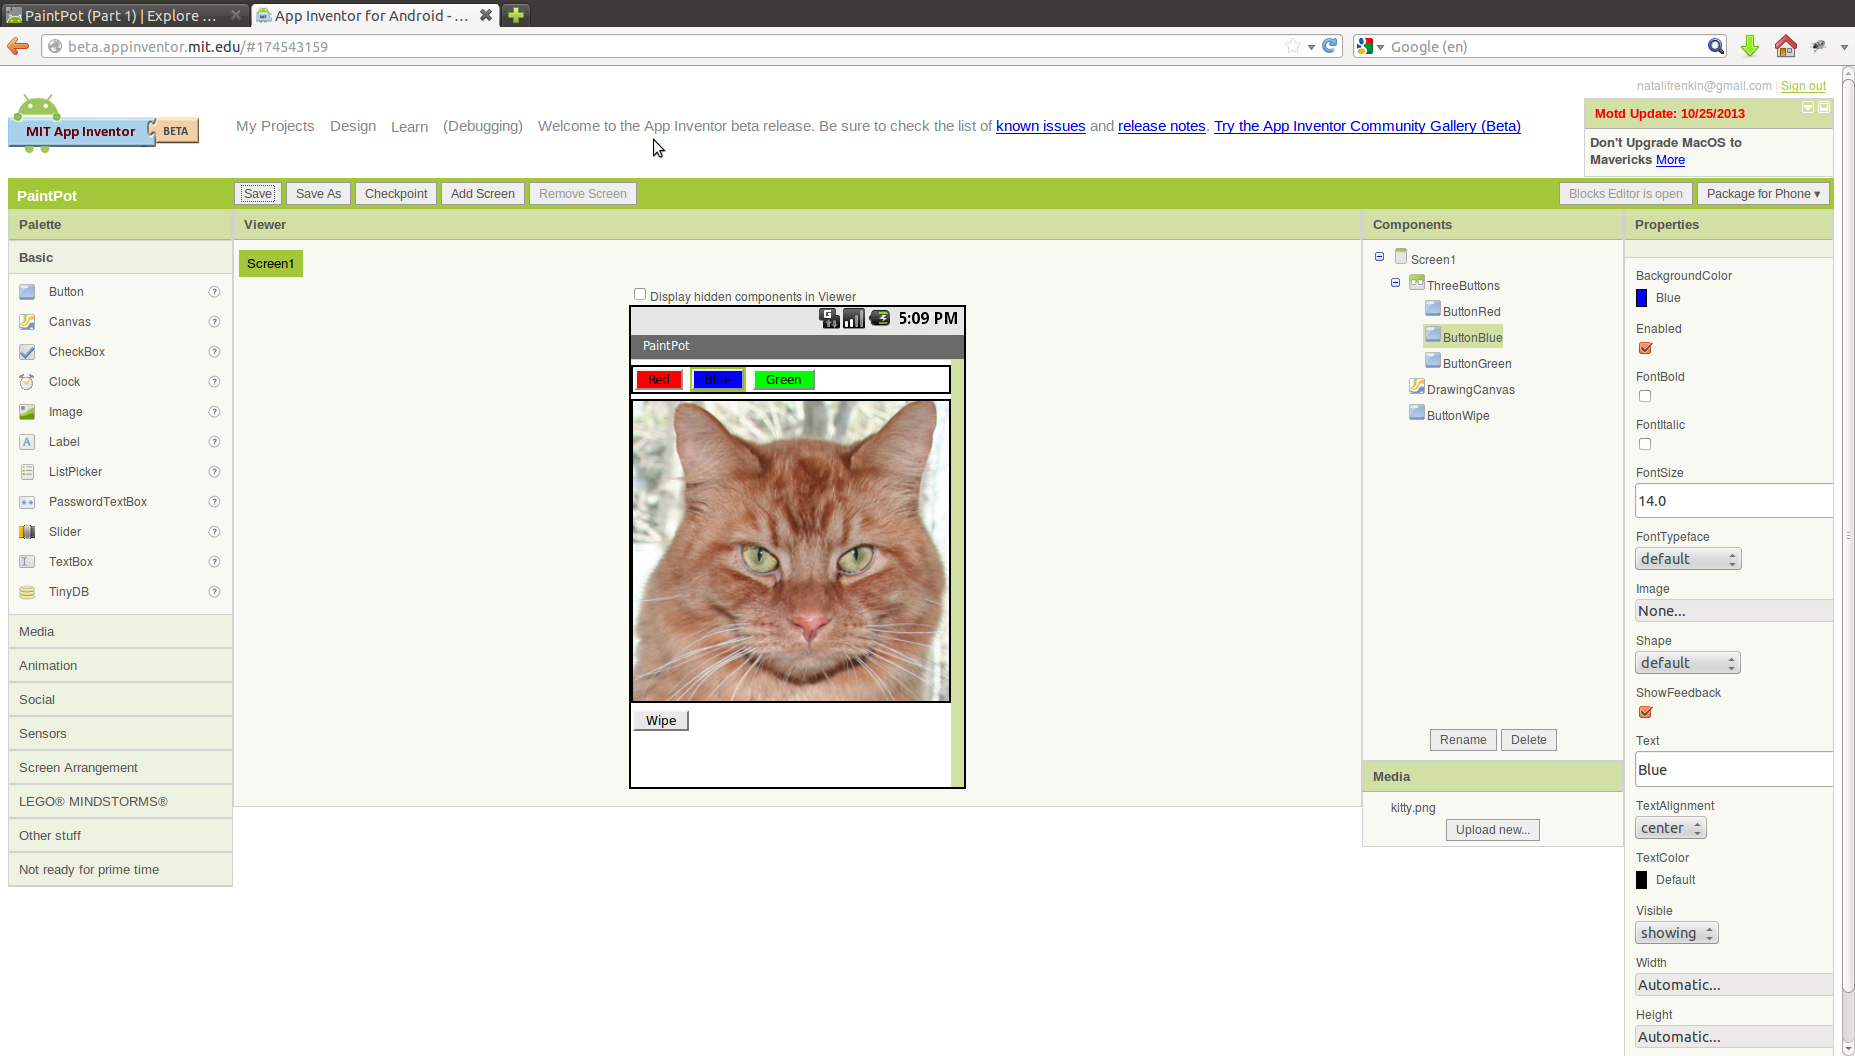 PaintPot (Part 1) | Explore ...
App Inventor for Android - ...
beta.appinventor.mit.edu/#174543159
Google (en)
natalifrenkin@gmail.com | Sign out
MIT App Inventor BETA
My Projects Design Learn (Debugging) Welcome to the App Inventor beta release. Be sure to check the list of known issues and release notes. Try the App Inventor Community Gallery (Beta)
Motd Update: 10/25/2013
Don't Upgrade MacOS to
Mavericks More
PaintPot
Save Save As Checkpoint Add Screen Remove Screen
Blocks Editor is open Package for Phone ▾
Palette
Basic
Button ?
Canvas ?
CheckBox ?
Clock ?
Image ?
Label ?
ListPicker ?
PasswordTextBox ?
Slider ?
TextBox ?
TinyDB ?
Media
Animation
Social
Sensors
Screen Arrangement
LEGO® MINDSTORMS®
Other stuff
Not ready for prime time
Viewer
Screen1
Display hidden components in Viewer
5:09 PM
PaintPot
Red Blue Green
Wipe
Components
Screen1
ThreeButtons
ButtonRed
ButtonBlue
ButtonGreen
DrawingCanvas
ButtonWipe
Rename Delete
Media
kitty.png
Upload new...
Properties
BackgroundColor
Blue
Enabled
FontBold
FontItalic
FontSize
14.0
FontTypeface
default
Image
None...
Shape
default
ShowFeedback
Text
Blue
TextAlignment
center
TextColor
Default
Visible
showing
Width
Automatic...
Height
Automatic...